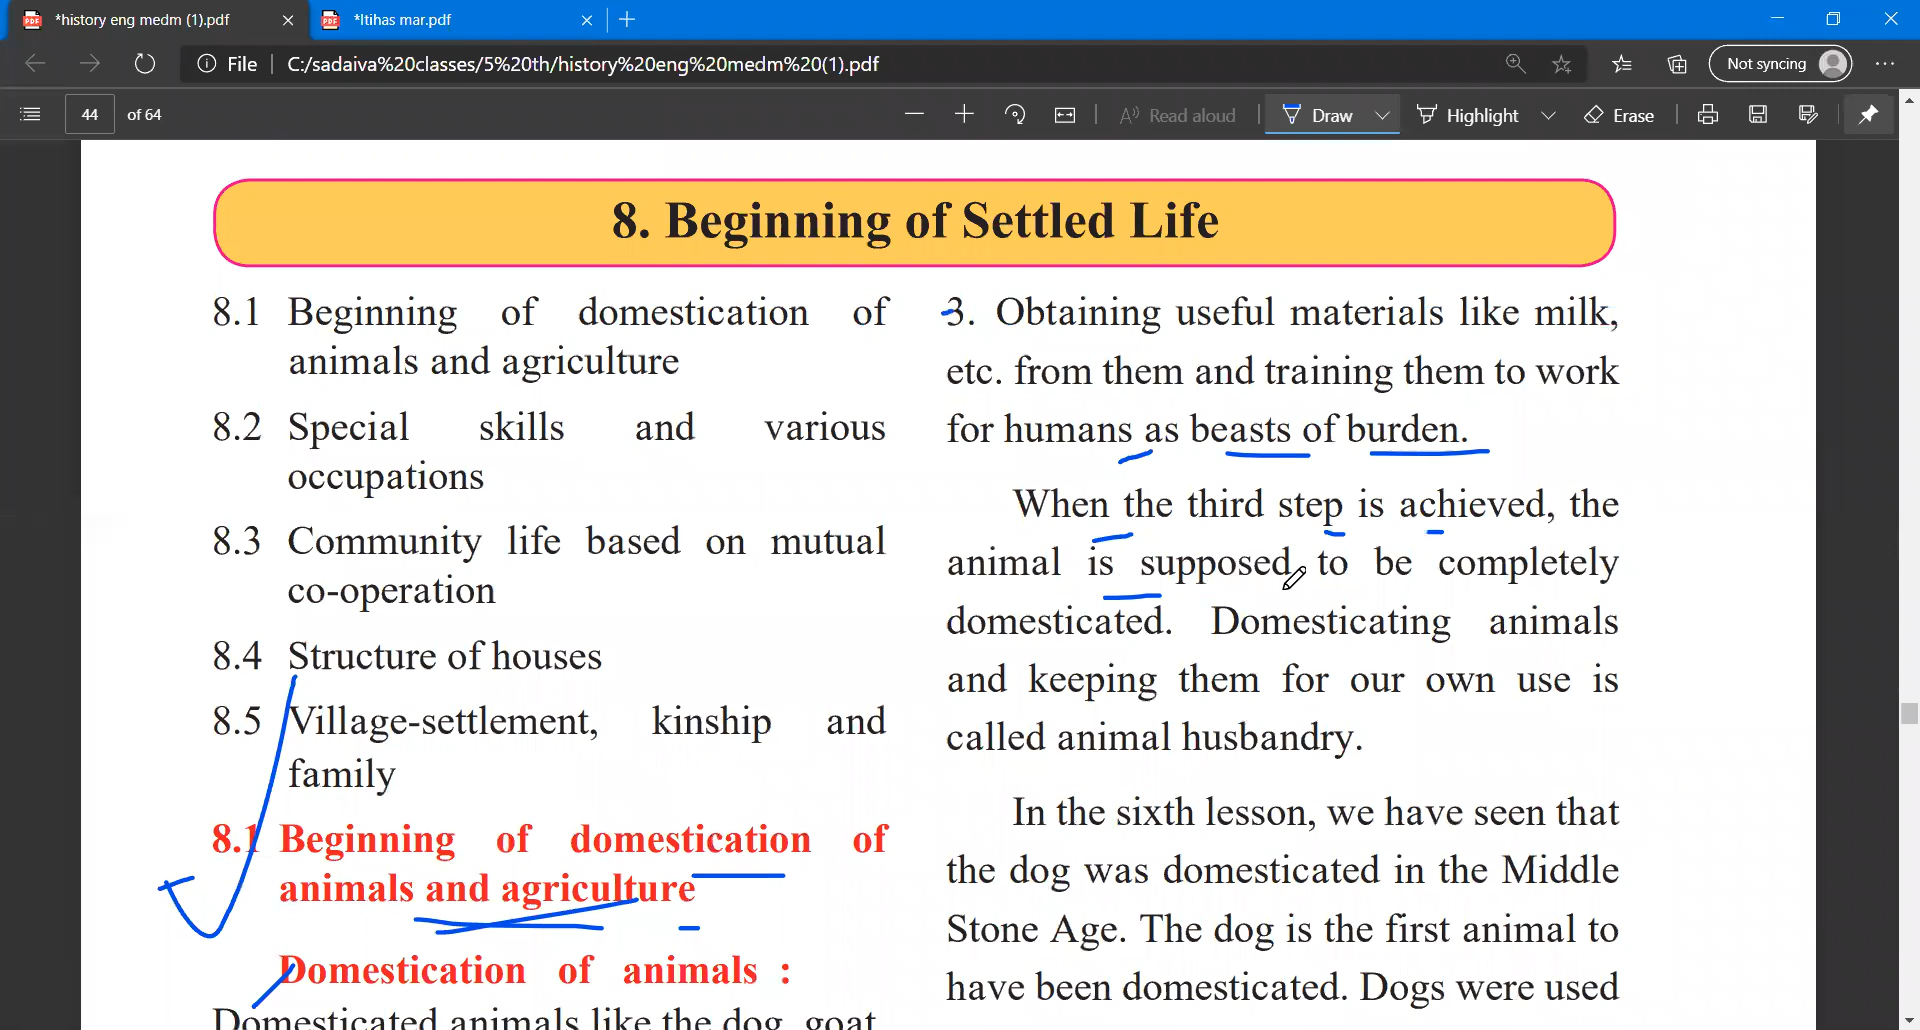 *history eng medm (1).pdf
*Itihas mar.pdf
File
C:/sadaiva%20classes/5%20th/history%20eng%20medm%20(1).pdf
Not syncing
44 of 64
Read aloud
Draw
Highlight
Erase
8. Beginning of Settled Life
8.1 Beginning of domestication of
animals and agriculture
8.2 Special skills and various
occupations
8.3 Community life based on mutual
co-operation
8.4 Structure of houses
8.5 Village-settlement, kinship and
family
8.1 Beginning of domestication of
animals and agriculture
Domestication of animals :
Domesticated animals like the dog, goat,
3. Obtaining useful materials like milk,
etc. from them and training them to work
for humans as beasts of burden.
When the third step is achieved, the
animal is supposed to be completely
domesticated. Domesticating animals
and keeping them for our own use is
called animal husbandry.
In the sixth lesson, we have seen that
the dog was domesticated in the Middle
Stone Age. The dog is the first animal to
have been domesticated. Dogs were used